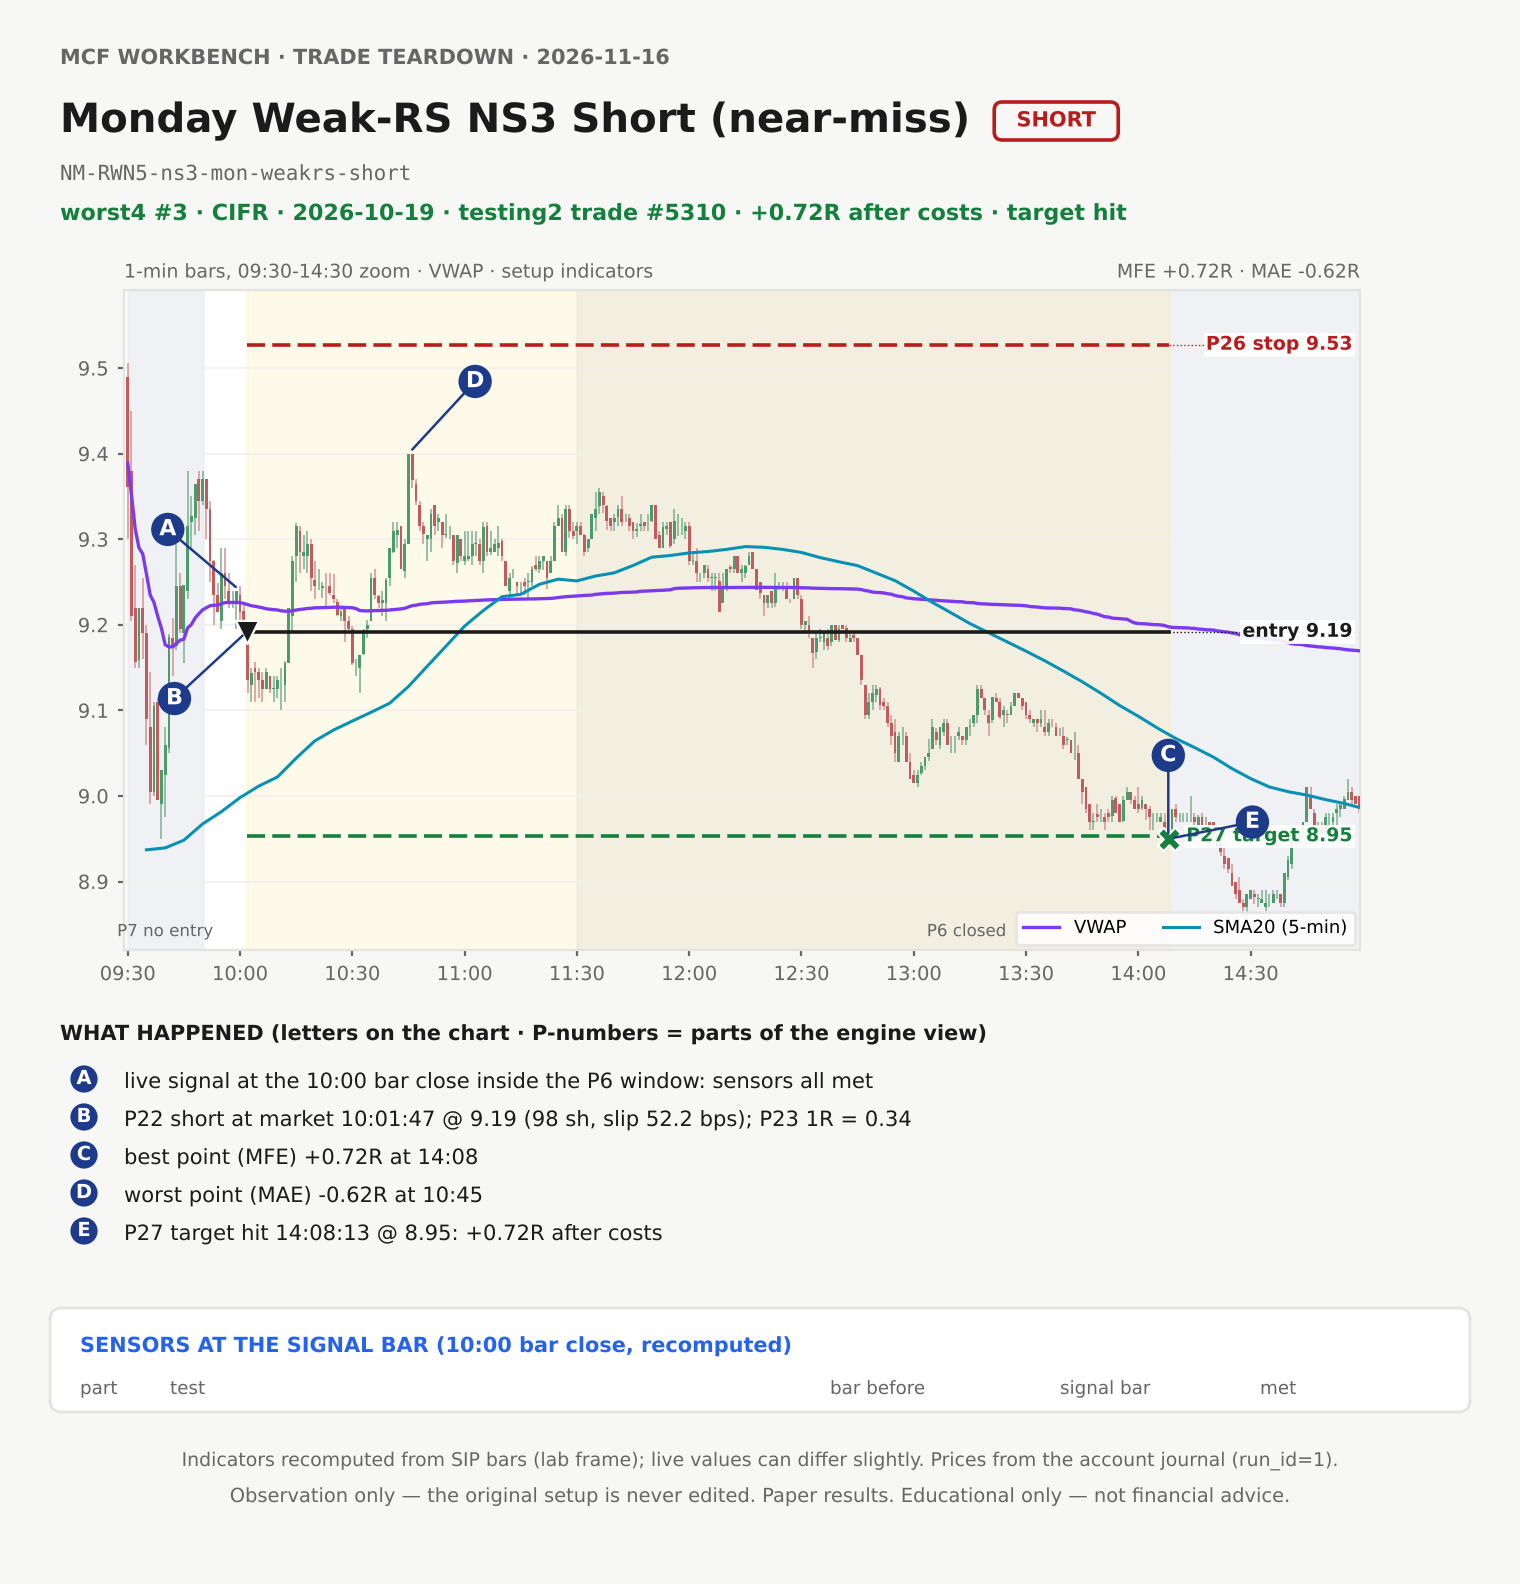 MCF WORKBENCH · TRADE TEARDOWN · 2026-11-16
Monday Weak-RS NS3 Short (near-miss) SHORT
NM-RWN5-ns3-mon-weakrs-short
worst4 #3 · CIFR · 2026-10-19 · testing2 trade #5310 · +0.72R after costs · target hit
1-min bars, 09:30-14:30 zoom · VWAP · setup indicators MFE +0.72R · MAE -0.62R
P26 stop 9.53
9.5
D
9.4
A
9.3
9.2
entry 9.19
B
9.1
C
9.0
E
P27 target 8.95
8.9
P7 no entry P6 closed VWAP SMA20 (5-min)
09:30 10:00 10:30 11:00 11:30 12:00 12:30 13:00 13:30 14:00 14:30
WHAT HAPPENED (letters on the chart · P-numbers = parts of the engine view)
A live signal at the 10:00 bar close inside the P6 window: sensors all met
B P22 short at market 10:01:47 @ 9.19 (98 sh, slip 52.2 bps); P23 1R = 0.34
C best point (MFE) +0.72R at 14:08
D worst point (MAE) -0.62R at 10:45
E P27 target hit 14:08:13 @ 8.95: +0.72R after costs
SENSORS AT THE SIGNAL BAR (10:00 bar close, recomputed)
part test bar before signal bar met
Indicators recomputed from SIP bars (lab frame); live values can differ slightly. Prices from the account journal (run_id=1).
Observation only — the original setup is never edited. Paper results. Educational only — not financial advice.